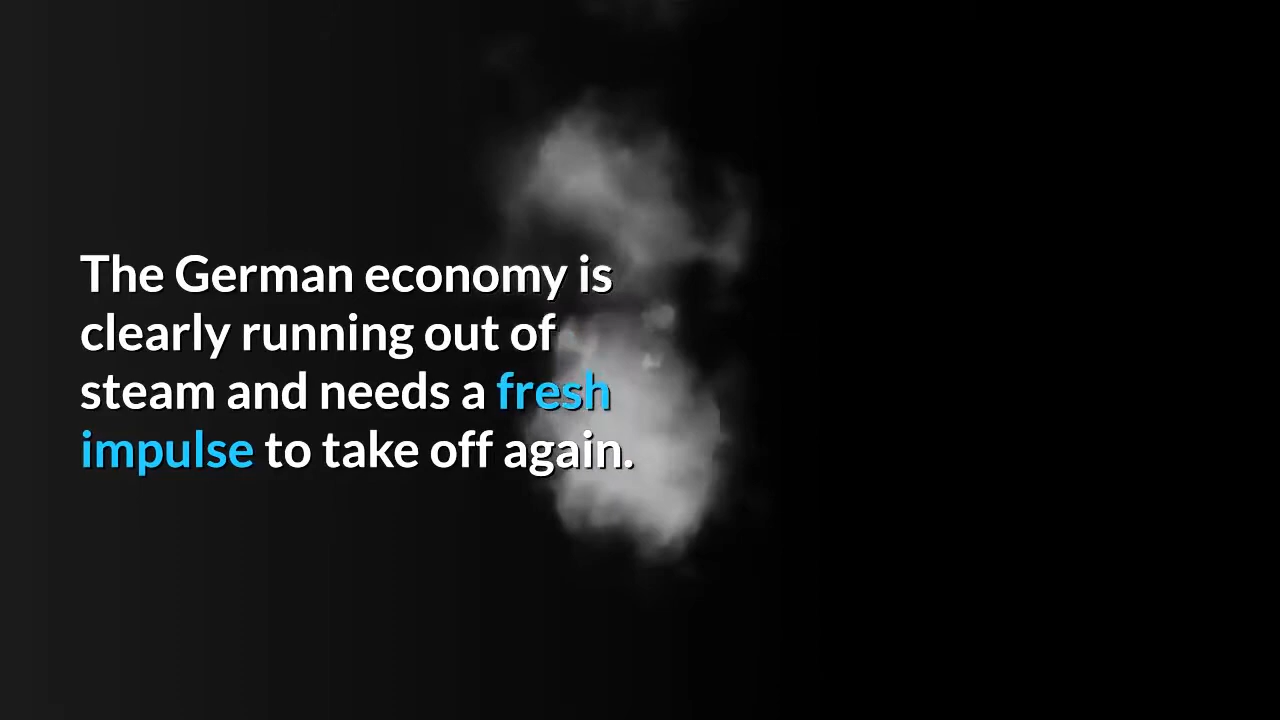 The German economy is
clearly running out of
steam and needs a fresh
impulse to take off again.